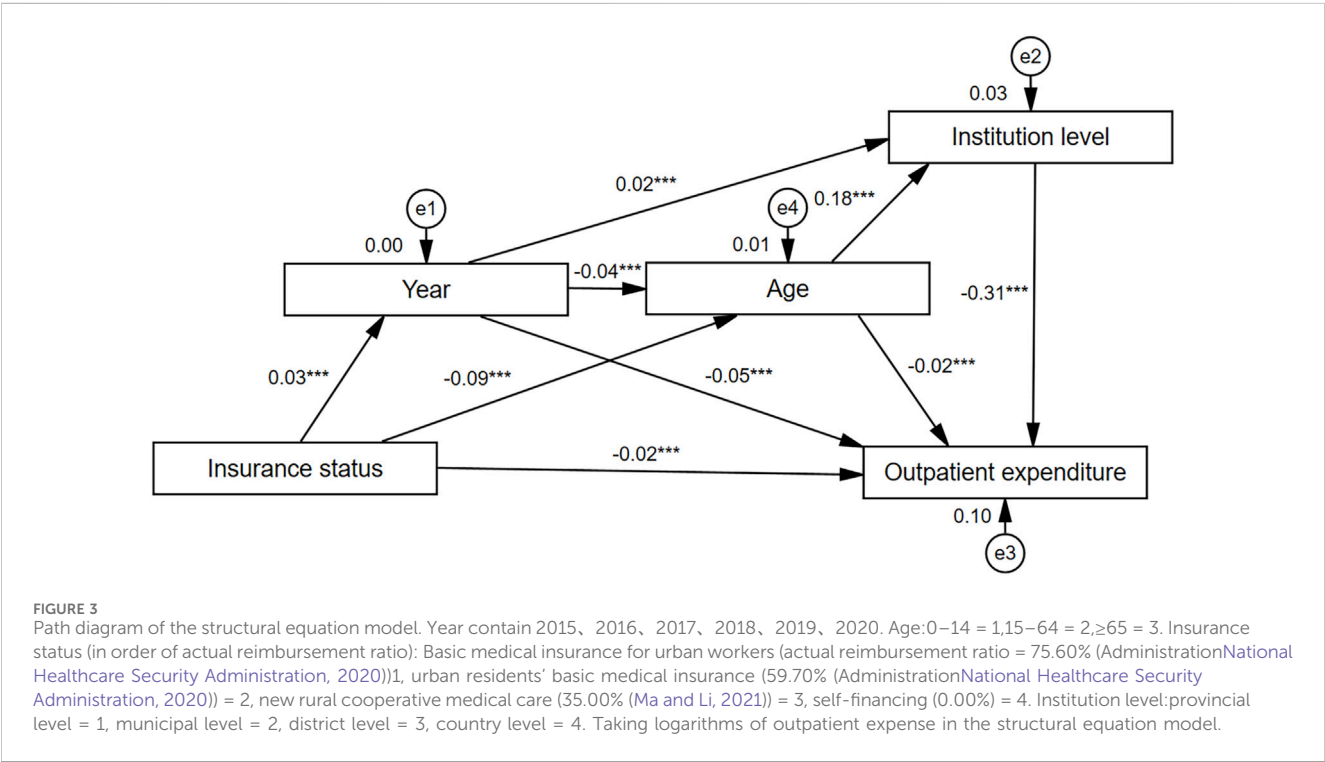 e2
0.03
Institution level
0.02***
e1
e4
0.18***
0.00
0.01
-0.04***
Year
Age
-0.31***
0.03***
-0.09***
-0.05***
-0.02***
Insurance status
-0.02***
Outpatient expenditure
0.10
e3
FIGURE 3
Path diagram of the structural equation model. Year contain 2015、2016、2017、2018、2019、2020. Age:0–14 = 1,15–64 = 2,≥65 = 3. Insurance
status (in order of actual reimbursement ratio): Basic medical insurance for urban workers (actual reimbursement ratio = 75.60% (AdministrationNational
Healthcare Security Administration, 2020))1, urban residents’ basic medical insurance (59.70% (AdministrationNational Healthcare Security
Administration, 2020)) = 2, new rural cooperative medical care (35.00% (Ma and Li, 2021)) = 3, self-financing (0.00%) = 4. Institution level:provincial
level = 1, municipal level = 2, district level = 3, country level = 4. Taking logarithms of outpatient expense in the structural equation model.